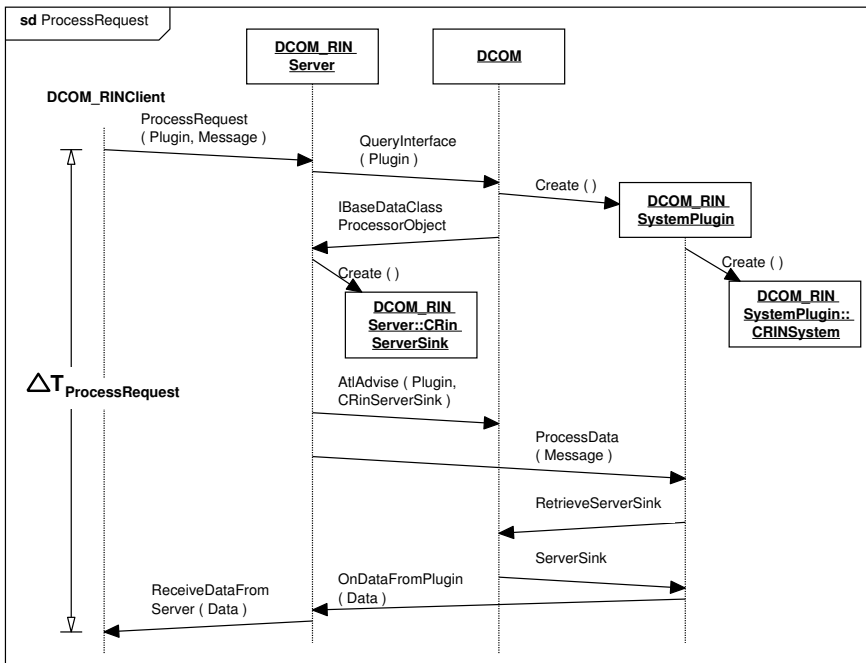 sd ProcessRequest
DCOM_RIN
Server
DCOM
DCOM_RINClient
ProcessRequest
( Plugin, Message )
QueryInterface
( Plugin )
Create ( )
DCOM_RIN
SystemPlugin
IBaseDataClass
ProcessorObject
Create ( )
Create ( )
DCOM_RIN
Server::CRin
ServerSink
DCOM_RIN
SystemPlugin::
CRINSystem
△T ProcessRequest
AtlAdvise ( Plugin,
CRinServerSink )
ProcessData
( Message )
RetrieveServerSink
ServerSink
OnDataFromPlugin
( Data )
ReceiveDataFrom
Server ( Data )